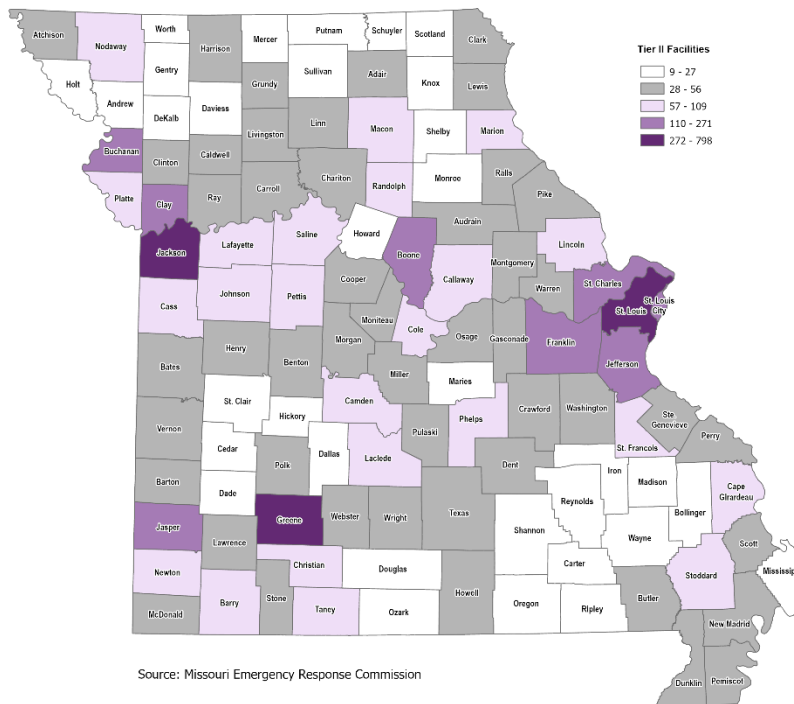 Atchison
Nodaway
Worth
Harrison
Mercer
Putnam
Schuyler
Scotland
Clark
Holt
Andrew
Gentry
DeKalb
Daviess
Grundy
Sullivan
Adair
Knox
Lewis
Buchanan
Clinton
Caldwell
Livingston
Linn
Macon
Shelby
Marion
Platte
Clay
Ray
Carroll
Chariton
Randolph
Monroe
Ralls
Pike
Jackson
Lafayette
Saline
Howard
Boone
Audrain
Callaway
Montgomery
Lincoln
Warren
St. Charles
St. Louis
St. Louis
City
Cass
Johnson
Pettis
Cooper
Moniteau
Cole
Osage
Gasconade
Franklin
Jefferson
Bates
Henry
Benton
Morgan
Miller
Maries
St. Clair
Hickory
Camden
Pulaski
Phelps
Crawford
Washington
Ste
Genevieve
St. Francois
Perry
Vernon
Cedar
Polk
Dallas
Laclede
Dent
Iron
Madison
Bollinger
Cape
Girardeau
Barton
Dade
Greene
Webster
Wright
Texas
Shannon
Reynolds
Wayne
Jasper
Lawrence
Christian
Douglas
Howell
Carter
Butler
Stoddard
Scott
Mississip
Newton
McDonald
Barry
Stone
Taney
Ozark
Oregon
Ripley
New Madrid
Dunklin
Pemiscot
Tier II Facilities
9 - 27
28 - 56
57 - 109
110 - 271
272 - 798
Source: Missouri Emergency Response Commission